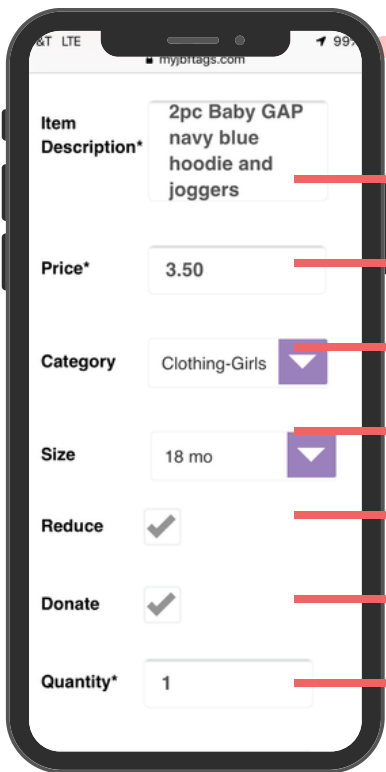 &T LTE 99%
myjbftags.com
Item
Description*
2pc Baby GAP
navy blue
hoodie and
joggers
Price*
3.50
Category
Clothing-Girls
Size
18 mo
Reduce
Donate
Quantity*
1